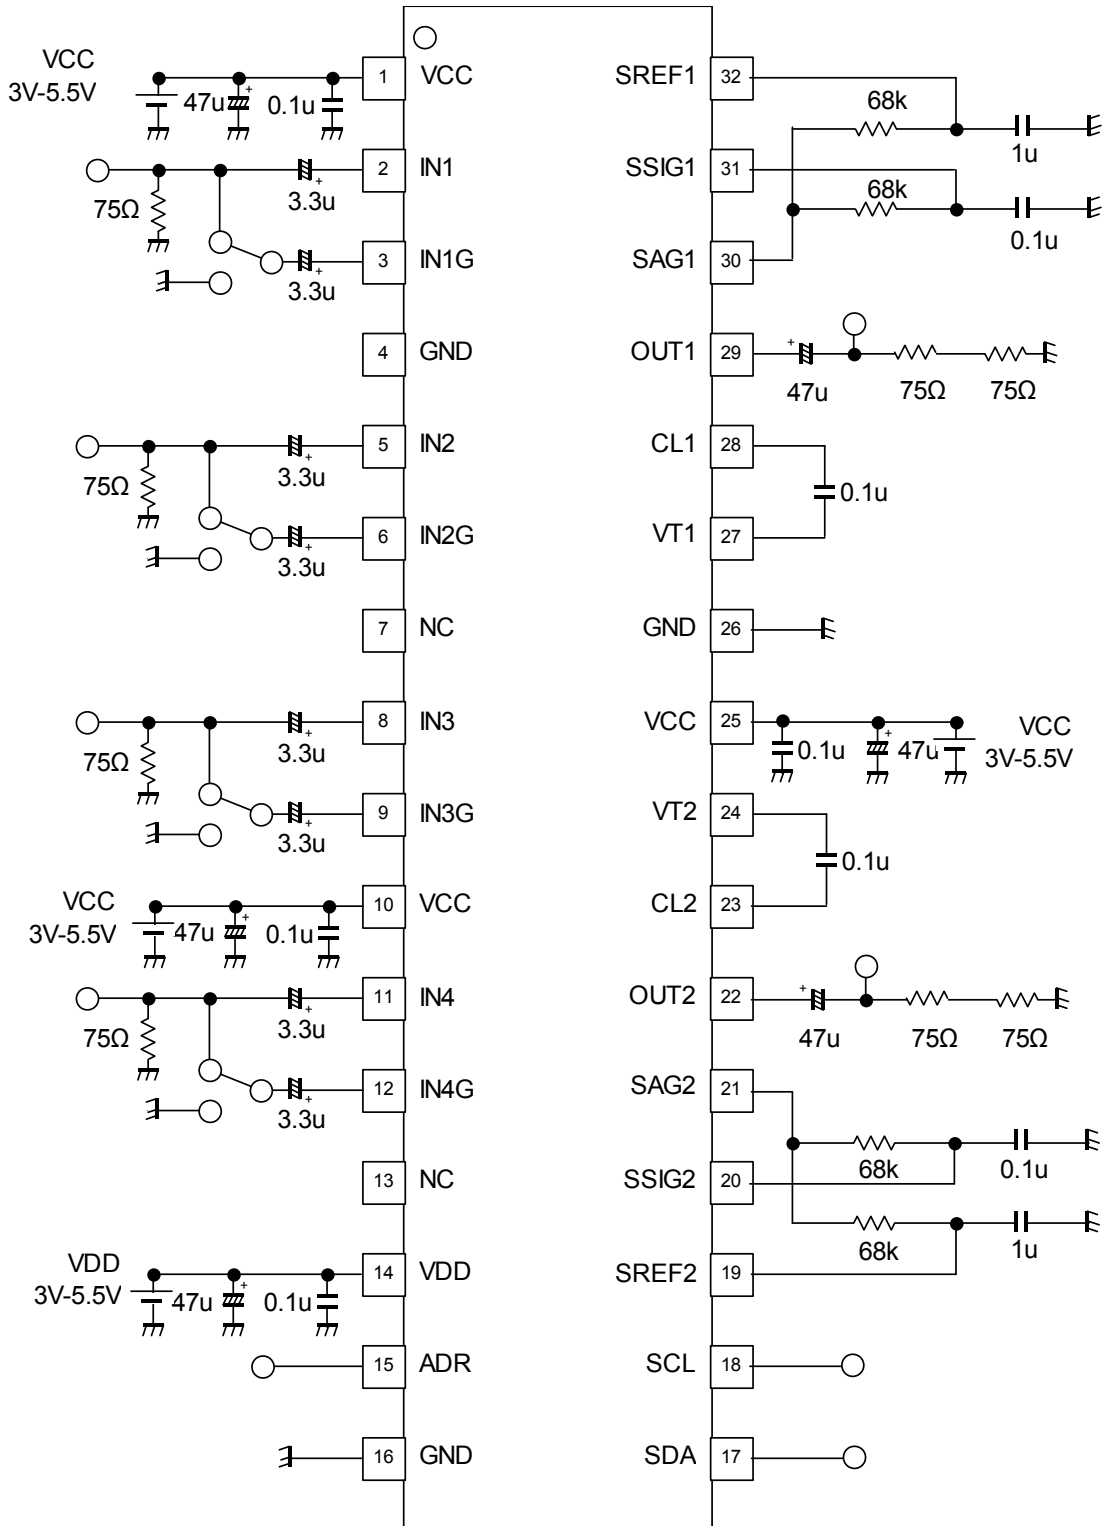 VCC
3V-5.5V
47u
+
0.1u
1
VCC
IN1
2
75Ω
+
3.3u
3
IN1G
+
3.3u
4
GND
5
IN2
75Ω
+
3.3u
6
IN2G
+
3.3u
7
NC
8
IN3
75Ω
+
3.3u
9
IN3G
+
3.3u
VCC
3V-5.5V
47u
+
0.1u
10
VCC
11
IN4
75Ω
+
3.3u
12
IN4G
+
3.3u
13
NC
VDD
3V-5.5V
47u
+
0.1u
14
VDD
15
ADR
16
GND
SREF1
32
68k
1u
SSIG1
31
68k
0.1u
SAG1
30
OUT1
29
+
47u
75Ω
75Ω
CL1
28
0.1u
VT1
27
GND
26
VCC
25
0.1u
+
47u
VCC
3V-5.5V
VT2
24
0.1u
CL2
23
OUT2
22
+
47u
75Ω
75Ω
SAG2
21
68k
0.1u
SSIG2
20
68k
1u
SREF2
19
SCL
18
SDA
17